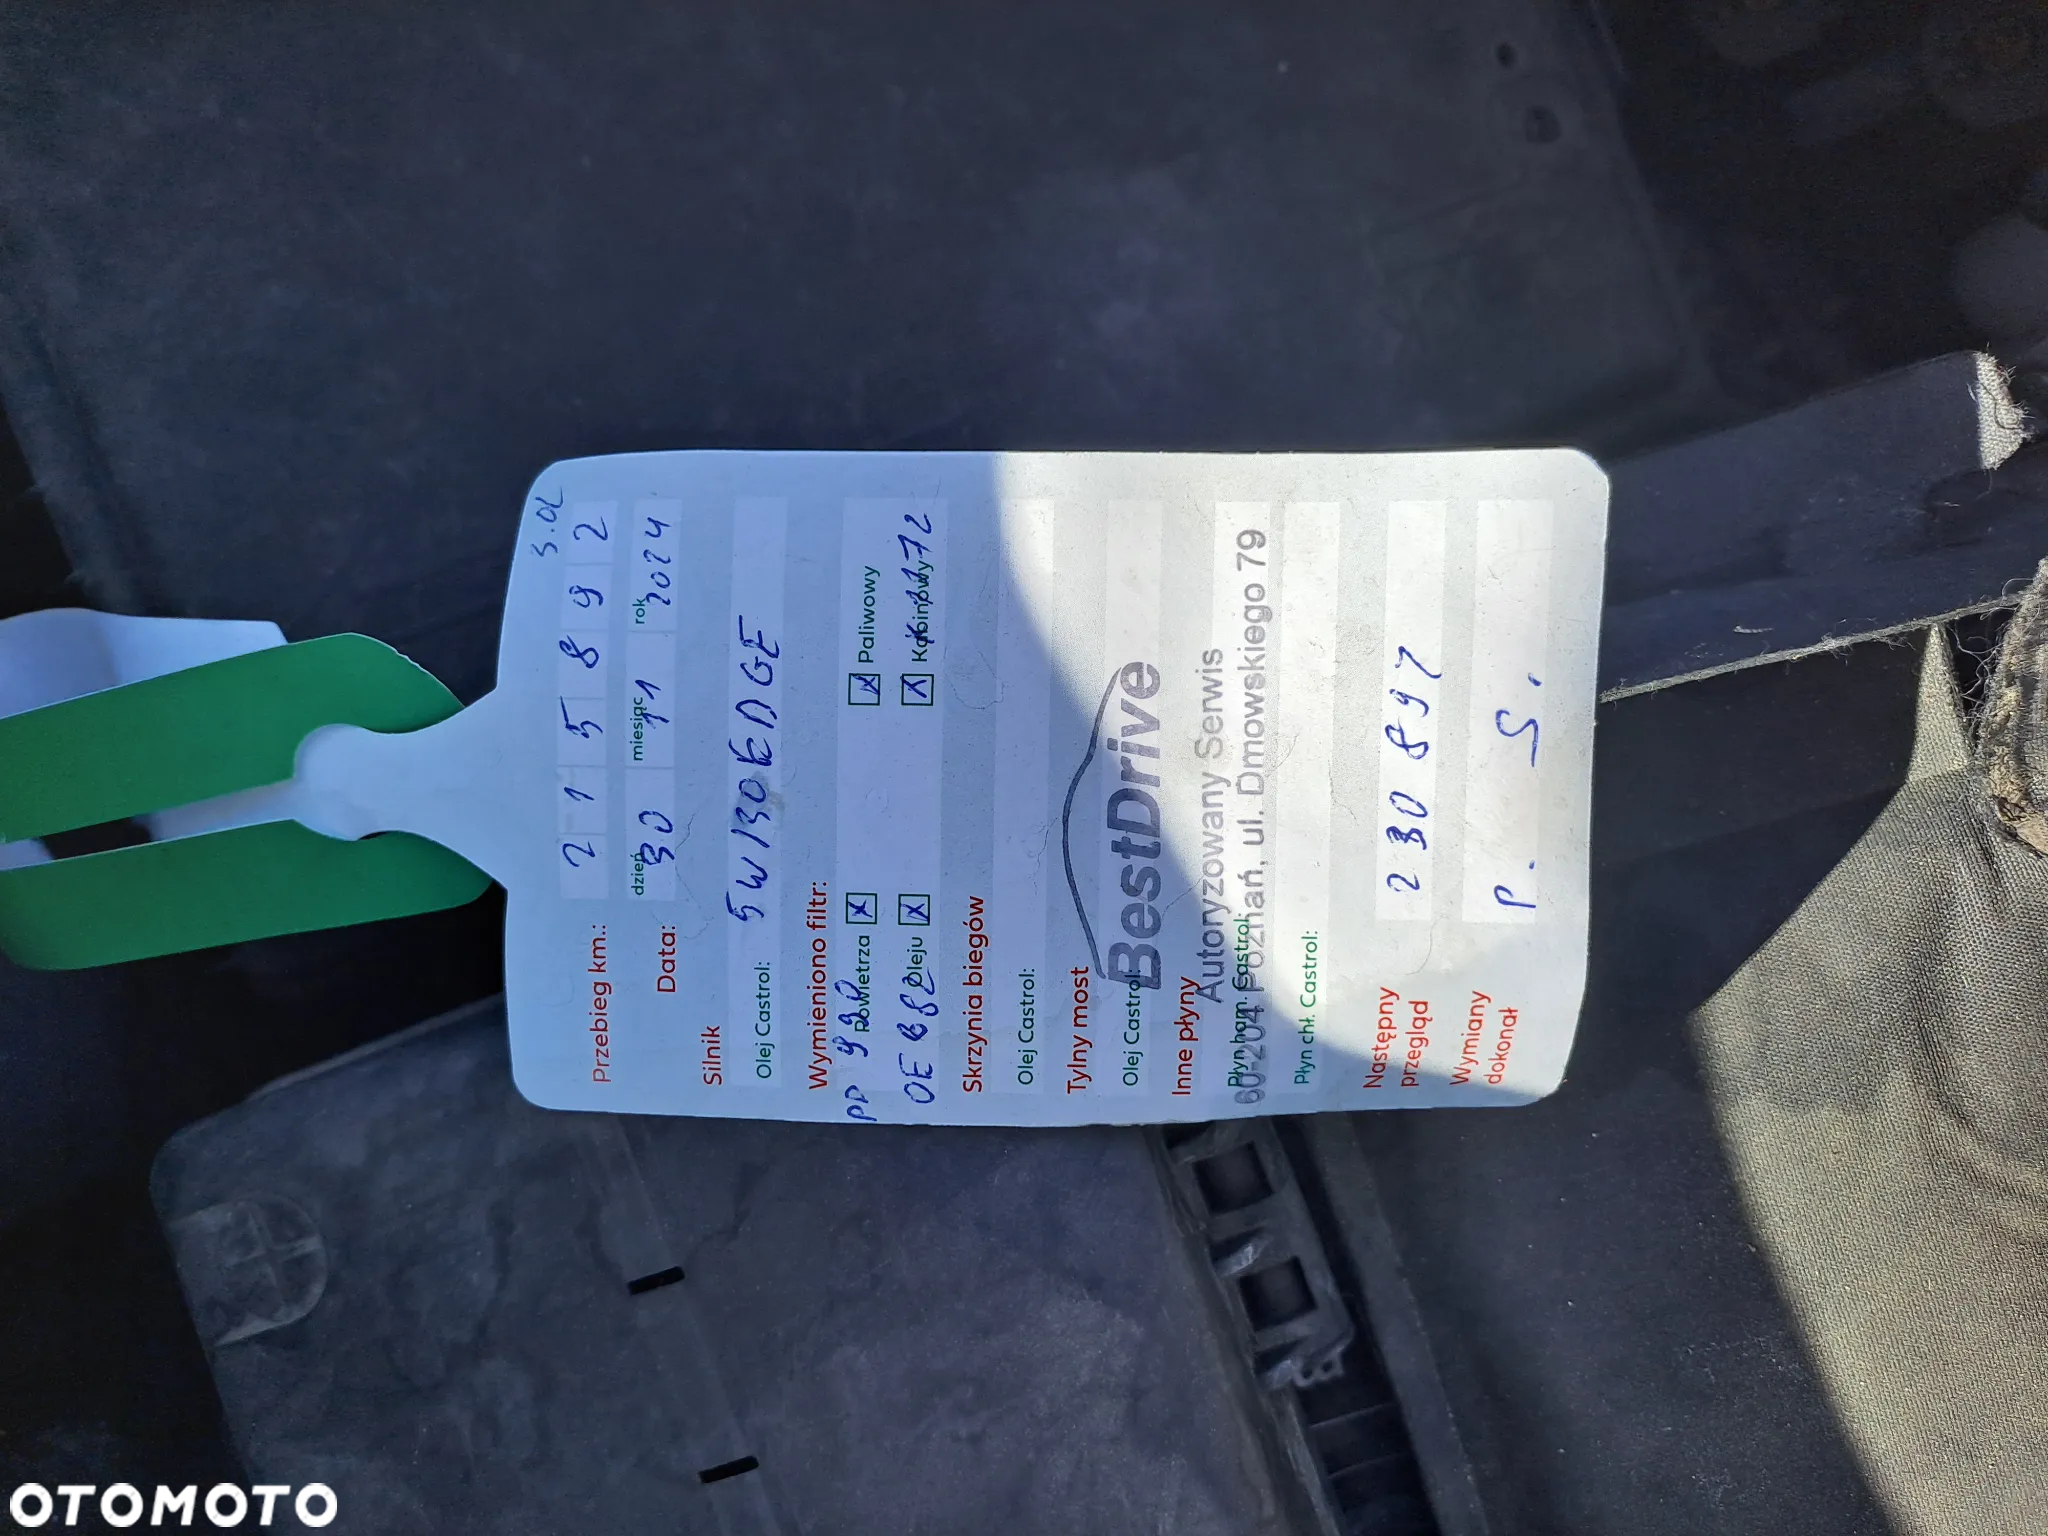 5.0L
Przebieg km.: 2 1 5 8 9 2
dzień miesiąc rok
Data: 30 11 2024
Silnik
Olej Castrol: 5W/30 EDGE
Wymieniono filtr:
Powietrza X Paliwowy X
Oleju X Kabinowy X
Skrzynia biegów
Olej Castrol:
Tylny most
Olej Castrol:
BestDrive
Inne płyny
Autoryzowany Serwis
Płyn ham. Castrol:
60-204 Poznań, ul. Dmowskiego 79
Płyn chł. Castrol:
Następny przegląd 230 892
Wymiany dokonał P. S.
OTOMOTO